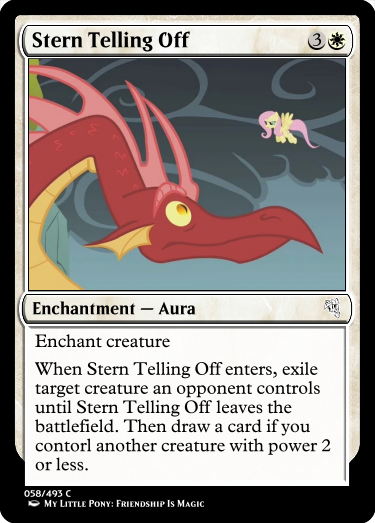 Stern Telling Off 3
Enchantment — Aura
Enchant creature
When Stern Telling Off enters, exile
target creature an opponent controls
until Stern Telling Off leaves the
battlefield. Then draw a card if you
contorl another creature with power 2
or less.
058/493 C
My Little Pony: Friendship Is Magic